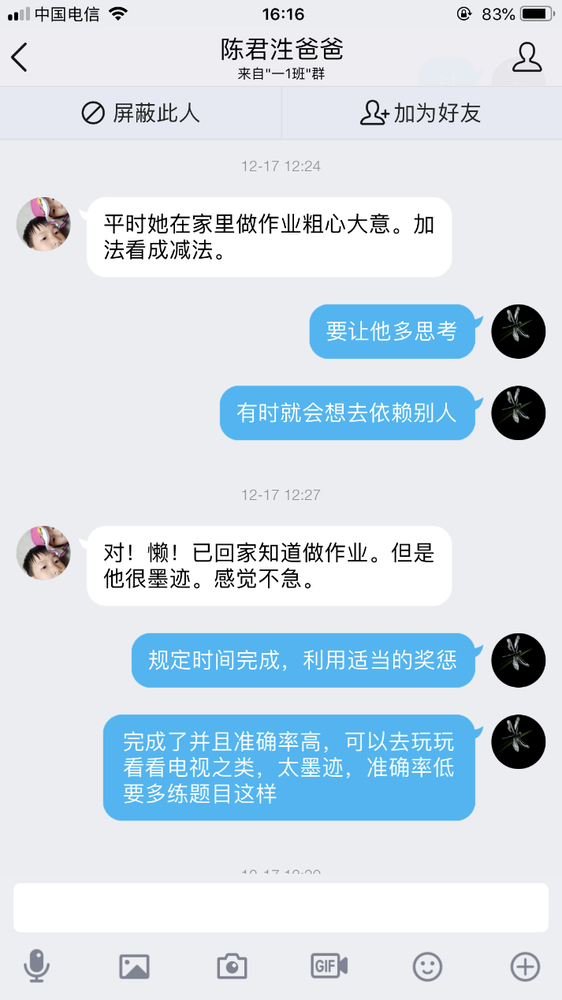 中国电信
16:16
83%
陈君泩爸爸
来自"一1班"群
屏蔽此人
加为好友
12-17 12:24
平时她在家里做作业粗心大意。加
法看成减法。
要让他多思考
有时就会想去依赖别人
12-17 12:27
对！懒！已回家知道做作业。但是
他很墨迹。感觉不急。
规定时间完成，利用适当的奖惩
完成了并且准确率高，可以去玩玩
看看电视之类，太墨迹，准确率低
要多练题目这样
GIF